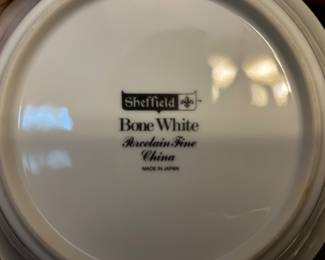 Sheffield
Bone White
Porcelain Fine
China
MADE IN JAPAN